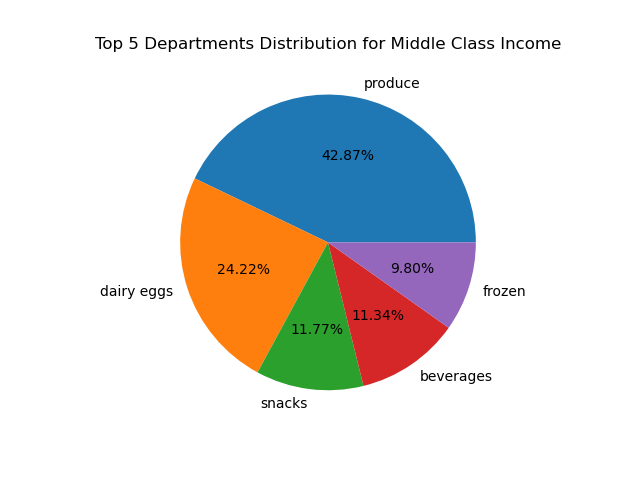 Top 5 Departments Distribution for Middle Class Income
produce
42.87%
24.22%
dairy eggs
11.77%
snacks
11.34%
beverages
9.80%
frozen